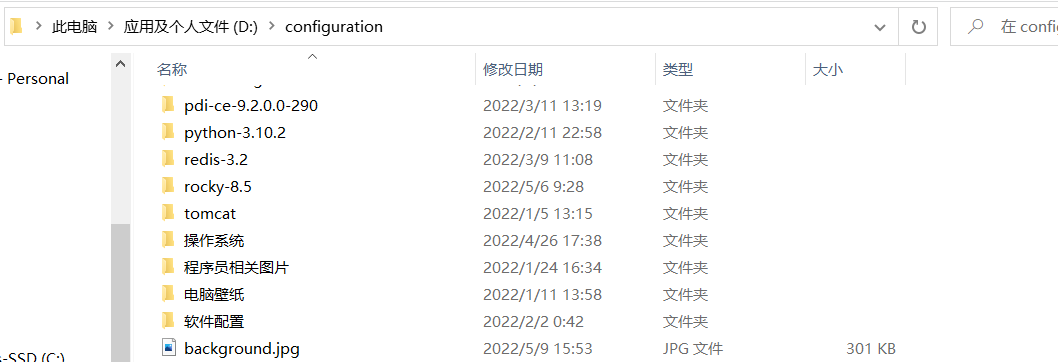 此电脑 应用及个人文件 (D:) configuration 在 config
- Personal
名称 修改日期 类型 大小
pdi-ce-9.2.0.0-290 2022/3/11 13:19 文件夹
python-3.10.2 2022/2/11 22:58 文件夹
redis-3.2 2022/3/9 11:08 文件夹
rocky-8.5 2022/5/6 9:28 文件夹
tomcat 2022/1/5 13:15 文件夹
操作系统 2022/4/26 17:38 文件夹
程序员相关图片 2022/1/24 16:34 文件夹
电脑壁纸 2022/1/11 13:58 文件夹
软件配置 2022/2/2 0:42 文件夹
background.jpg 2022/5/9 15:53 JPG 文件 301 KB
-SSD (C:)